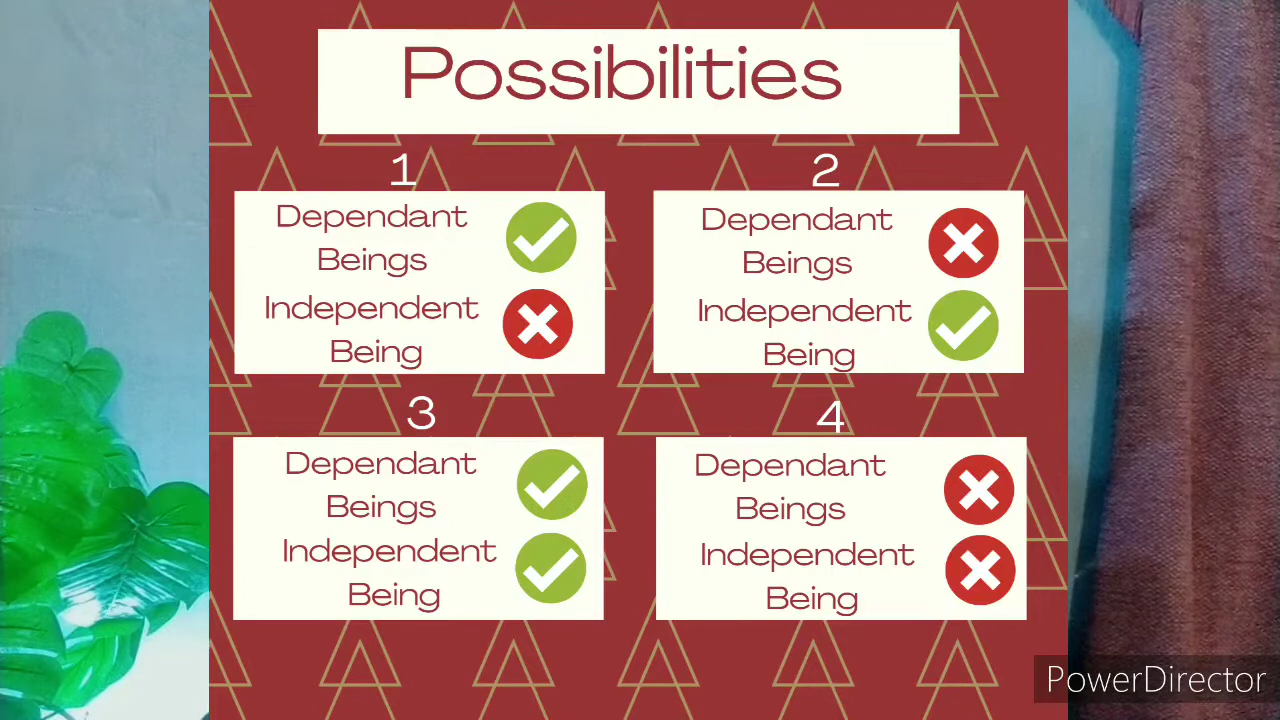 Possibilities
1
Dependant
Beings
Independent
Being
2
Dependant
Beings
Independent
Being
3
Dependant
Beings
Independent
Being
4
Dependant
Beings
Independent
Being
PowerDirector